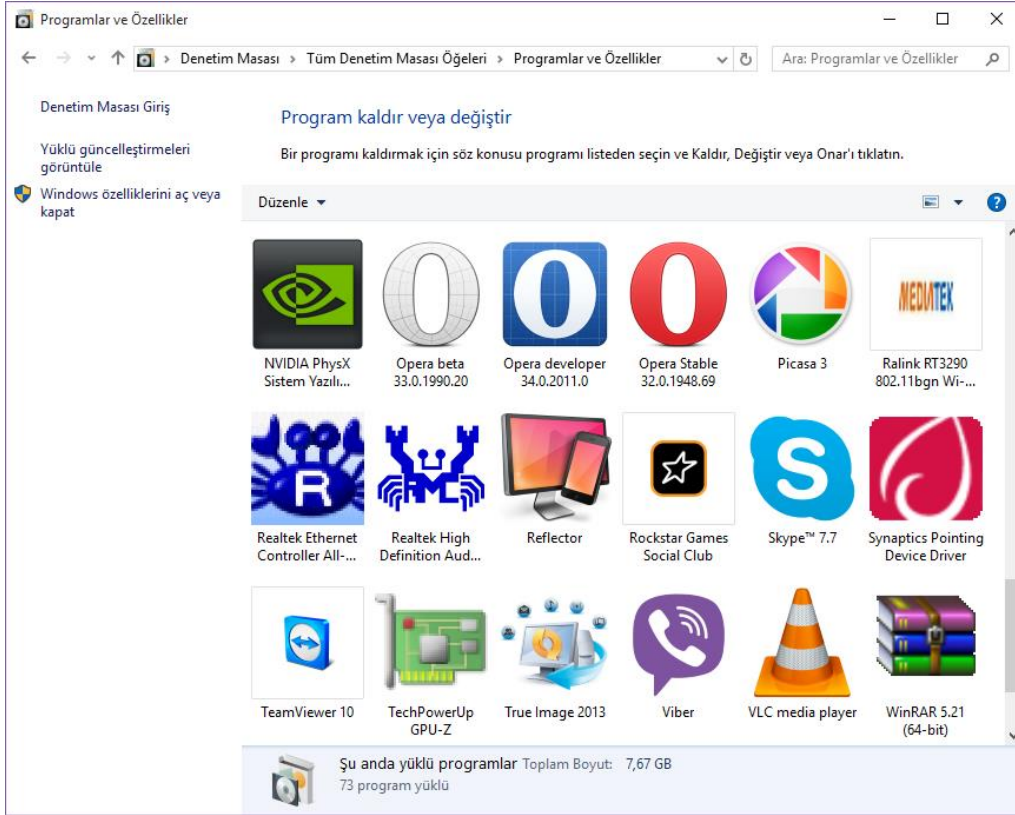 Programlar ve Özellikler
Denetim Masası > Tüm Denetim Masası Öğeleri > Programlar ve Özellikler
Ara: Programlar ve Özellikler
Denetim Masası Giriş
Yüklü güncelleştirmeleri
görüntüle
Windows özelliklerini aç veya
kapat
Program kaldır veya değiştir
Bir programı kaldırmak için söz konusu programı listeden seçin ve Kaldır, Değiştir veya Onar'ı tıklatın.
Düzenle
MEDIATEK
NVIDIA PhysX
Sistem Yazılı...
Opera beta
33.0.1990.20
Opera developer
34.0.2011.0
Opera Stable
32.0.1948.69
Picasa 3
Ralink RT3290
802.11bgn Wi-...
Realtek Ethernet
Controller All-...
Realtek High
Definition Aud...
Reflector
Rockstar Games
Social Club
Skype™ 7.7
Synaptics Pointing
Device Driver
TeamViewer 10
TechPowerUp
GPU-Z
True Image 2013
Viber
VLC media player
WinRAR 5.21
(64-bit)
Şu anda yüklü programlar Toplam Boyut: 7,67 GB
73 program yüklü